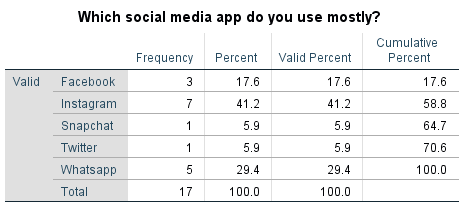 Which social media app do you use mostly?
Frequency Percent Valid Percent Cumulative Percent
Valid Facebook 3 17.6 17.6 17.6
Instagram 7 41.2 41.2 58.8
Snapchat 1 5.9 5.9 64.7
Twitter 1 5.9 5.9 70.6
Whatsapp 5 29.4 29.4 100.0
Total 17 100.0 100.0